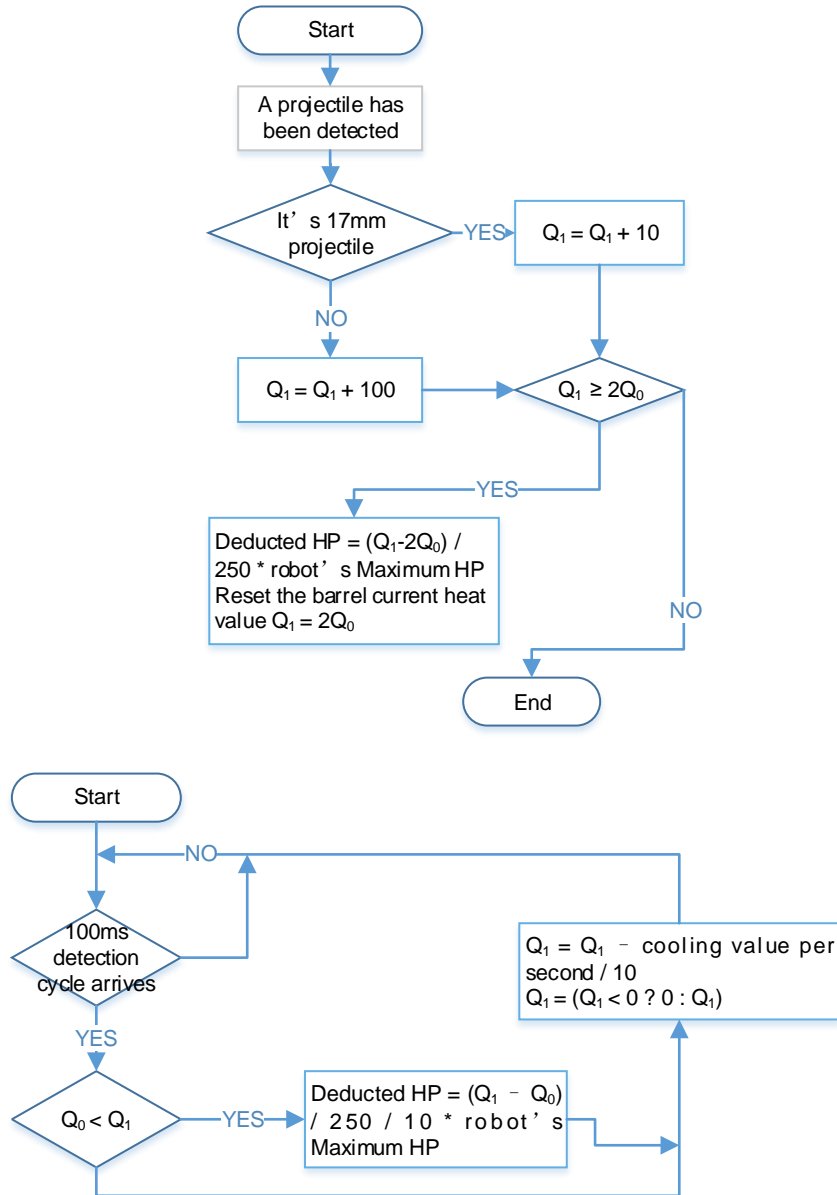 Start
A projectile has
been detected
It’s 17mm
projectile
YES
Q₁ = Q₁ + 10
NO
Q₁ = Q₁ + 100
Q₁ ≥ 2Q₀
YES
Deducted HP = (Q₁-2Q₀) /
250 * robot’s Maximum HP
Reset the barrel current heat
value Q₁ = 2Q₀
NO
End
Start
NO
100ms
detection
cycle arrives
Q₁ = Q₁ – cooling value per
second / 10
Q₁ = (Q₁ < 0 ? 0 : Q₁)
YES
Q₀ < Q₁
YES
Deducted HP = (Q₁ – Q₀)
/ 250 / 10 * robot’s
Maximum HP